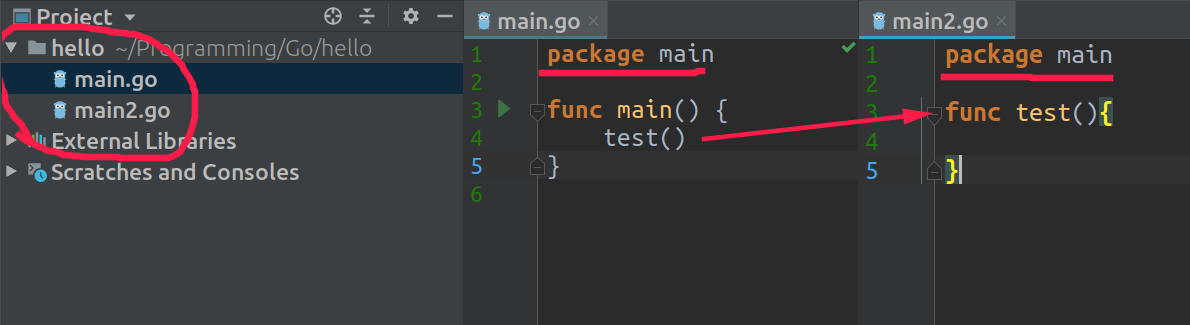 Project
hello ~/Programming/Go/hello
main.go
main2.go
External Libraries
Scratches and Consoles
main.go
1 package main
2
3 func main() {
4 test()
5 }
6
main2.go
1 package main
2
3 func test(){
4
5 }